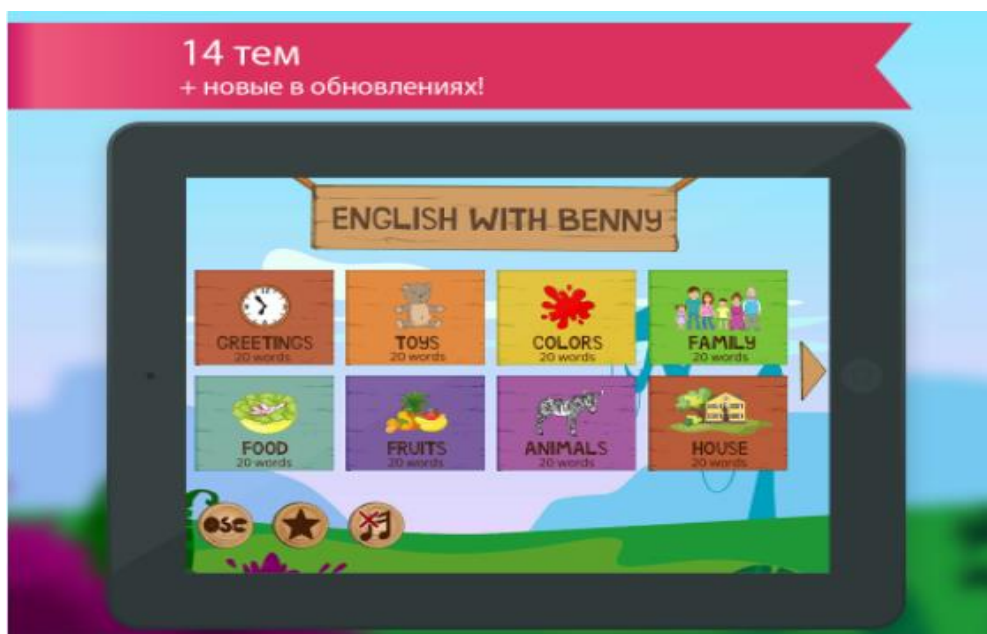 14 тем
+ новые в обновлениях!
ENGLISH WITH BENNY
GREETINGS
20 words
TOYS
20 words
COLORS
20 words
FAMILY
20 words
FOOD
20 words
FRUITS
20 words
ANIMALS
20 words
HOUSE
20 words